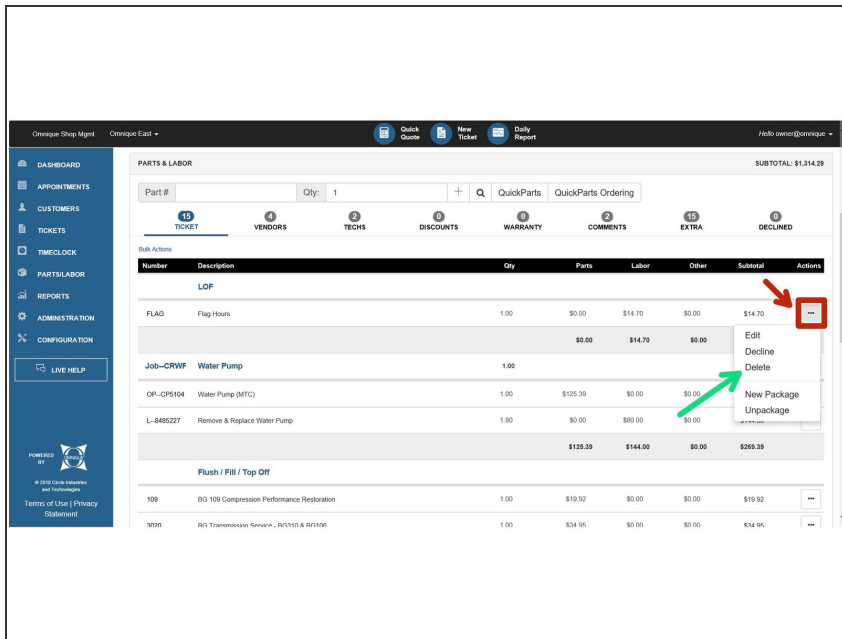 Omnique Shop Mgmt Omnique East Quick Quote New Ticket Daily Report Hello owner@omnique
DASHBOARD
APPOINTMENTS
CUSTOMERS
TICKETS
TIMECLOCK
PARTS/LABOR
REPORTS
ADMINISTRATION
CONFIGURATION
LIVE HELP
POWERED BY OMNIQUE
© 2018 Circle Industries
and Technologies
Terms of Use | Privacy
Statement
PARTS & LABOR SUBTOTAL: $1,314.29
Part # Qty: 1 + QuickParts QuickParts Ordering
15 4 2 0 0 2 15 0
TICKET VENDORS TECHS DISCOUNTS WARRANTY COMMENTS EXTRA DECLINED
Bulk Actions
Number Description Qty Parts Labor Other Subtotal Actions
LOF
FLAG Flag Hours 1.00 $0.00 $14.70 $0.00 $14.70 •••
$0.00 $14.70 $0.00
Edit
Decline
Delete
New Package
Unpackage
Job--CRWF Water Pump 1.00
OP--CP5104 Water Pump (MTC) 1.00 $125.39 $0.00 $0.00
L--8485227 Remove & Replace Water Pump 1.80 $0.00 $80.00 $0.00 $144.00
$125.39 $144.00 $0.00 $269.39
Flush / Fill / Top Off
109 BG 109 Compression Performance Restoration 1.00 $19.92 $0.00 $0.00 $19.92 •••
3020 BG Transmission Service - BG310 & BG106 1.00 $34.95 $0.00 $0.00 $34.95 •••